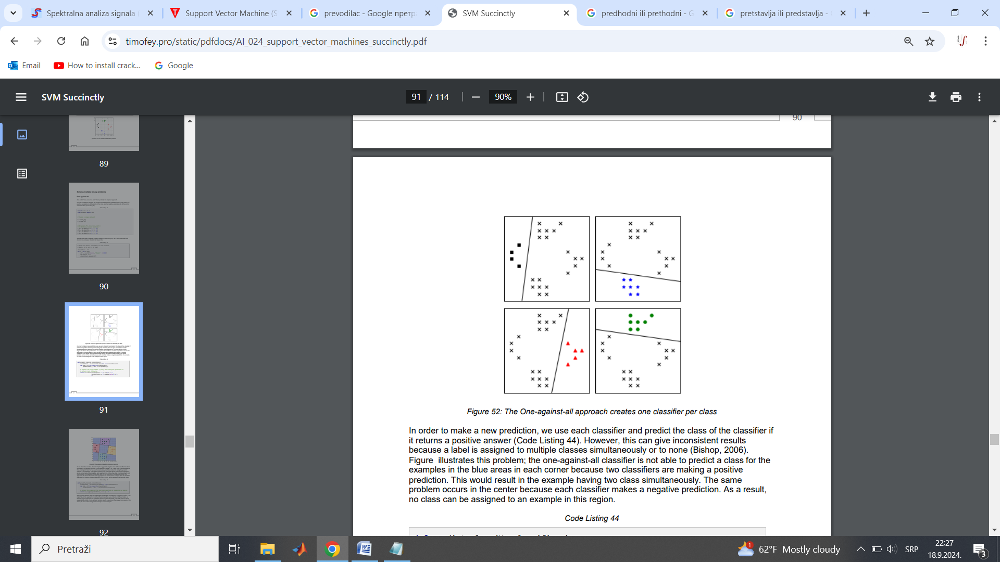 Spektralna analiza signala
Support Vector Machine (S
prevodilac - Google претр
SVM Succinctly
predhodni ili prethodni - G
pretstavlja ili predstavlja -
timofey.pro/static/pdfdocs/AI_024_support_vector_machines_succinctly.pdf
Email
How to install crack...
Google
SVM Succinctly
91 / 114
90%
89
90
91
92
90
Figure 52: The One-against-all approach creates one classifier per class
In order to make a new prediction, we use each classifier and predict the class of the classifier if
it returns a positive answer (Code Listing 44). However, this can give inconsistent results
because a label is assigned to multiple classes simultaneously or to none (Bishop, 2006).
Figure  illustrates this problem; the one-against-all classifier is not able to predict a class for the
examples in the blue areas in each corner because two classifiers are making a positive
prediction. This would result in the example having two class simultaneously. The same
problem occurs in the center because each classifier makes a negative prediction. As a result,
no class can be assigned to an example in this region.
Code Listing 44
Pretraži
1
62°F Mostly cloudy
SRP
22:27
18.9.2024.
3